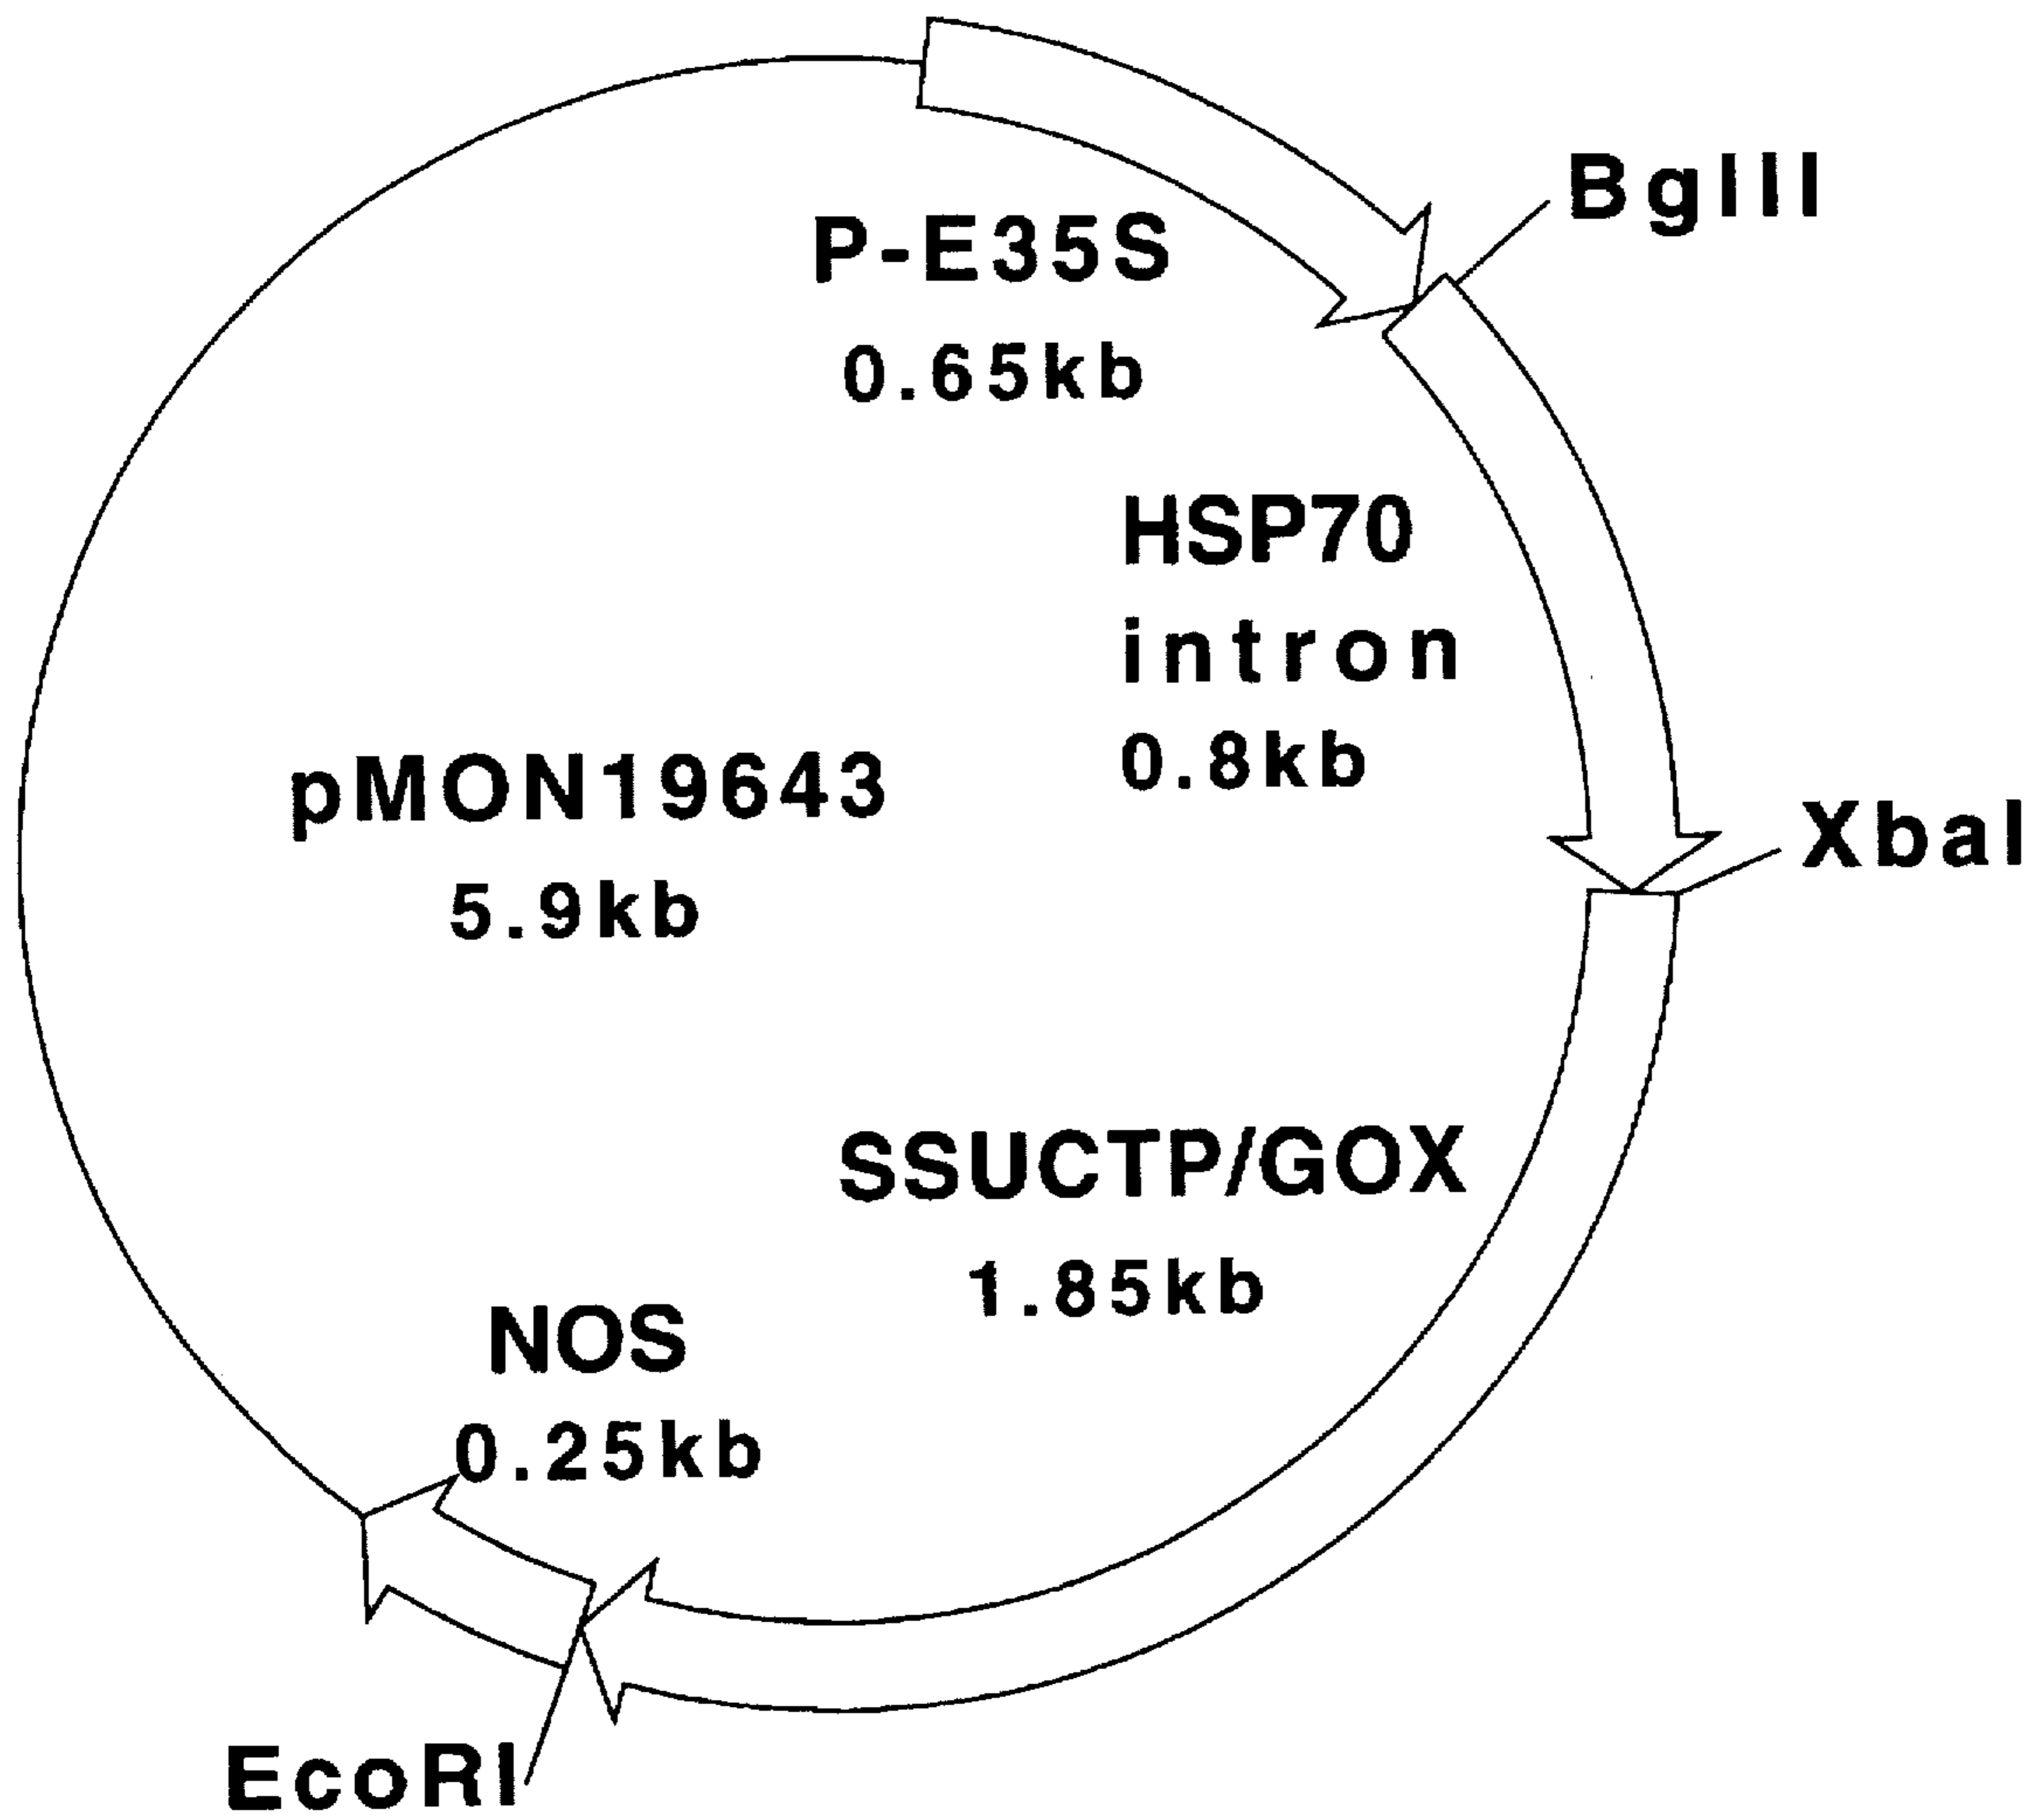 BglII
P-E35S
0.65kb
HSP70
intron
0.8kb
pMON19643
5.9kb
XbaI
SSUCTP/GOX
1.85kb
NOS
0.25kb
EcoRI